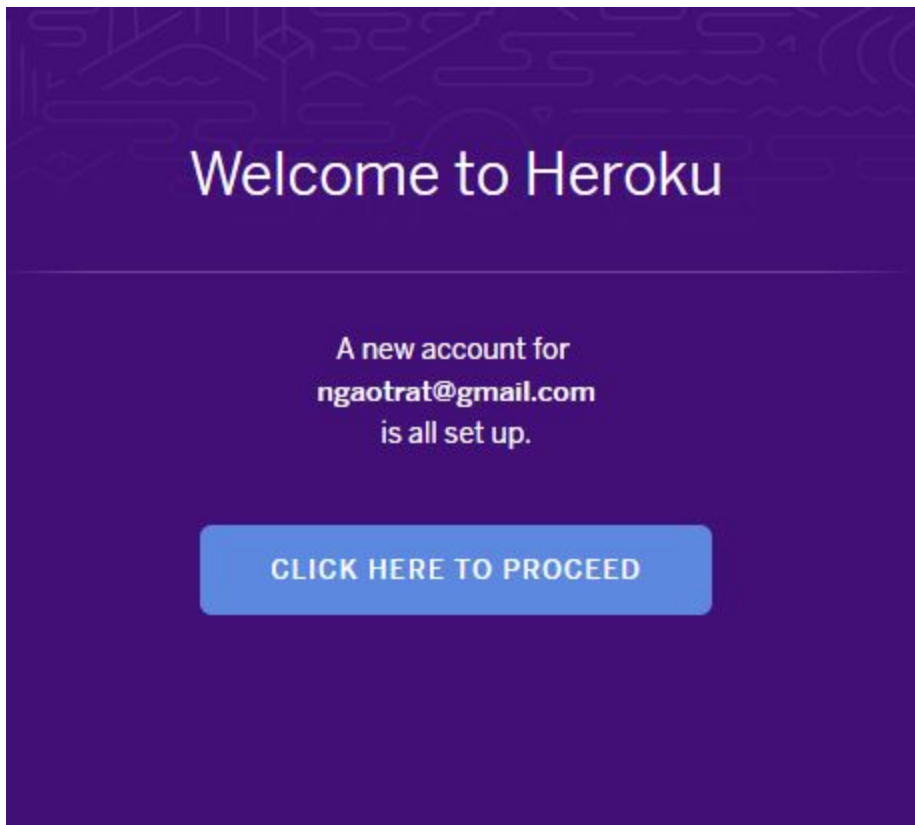 Welcome to Heroku
A new account for
ngaotrat@gmail.com
is all set up.
CLICK HERE TO PROCEED